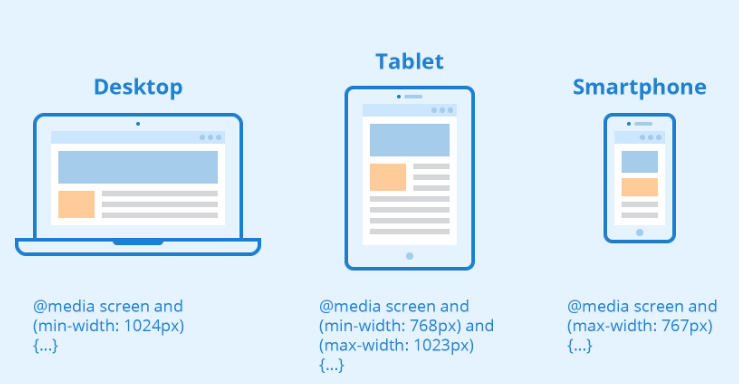 Desktop
@media screen and
(min-width: 1024px)
{...}
Tablet
@media screen and
(min-width: 768px) and
(max-width: 1023px)
{...}
Smartphone
@media screen and
(max-width: 767px)
{...}